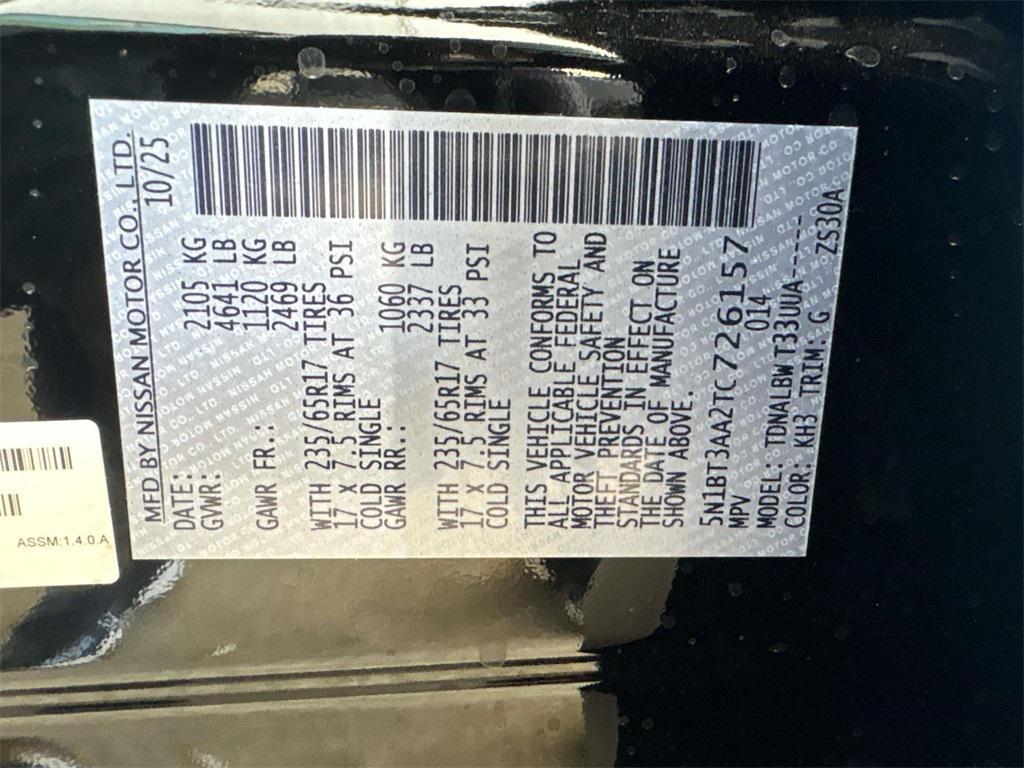 MFD BY NISSAN MOTOR CO., LTD.
DATE: 10/25
GVWR: 2105 KG
4641 LB
GAWR FR.: 1120 KG
2469 LB
WITH 235/65R17 TIRES
17 X 7.5 RIMS AT 36 PSI
COLD SINGLE
GAWR RR.: 1060 KG
2337 LB
WITH 235/65R17 TIRES
17 X 7.5 RIMS AT 33 PSI
COLD SINGLE
THIS VEHICLE CONFORMS TO
ALL APPLICABLE FEDERAL
MOTOR VEHICLE SAFETY AND
THEFT PREVENTION
STANDARDS IN EFFECT ON
THE DATE OF MANUFACTURE
SHOWN ABOVE.
5N1BT3AA2TC726157
MPV 014
MODEL: TDNALBWT33UUA-----
COLOR: KH3 TRIM: G ZS30A
ASSM:1.4.0.A